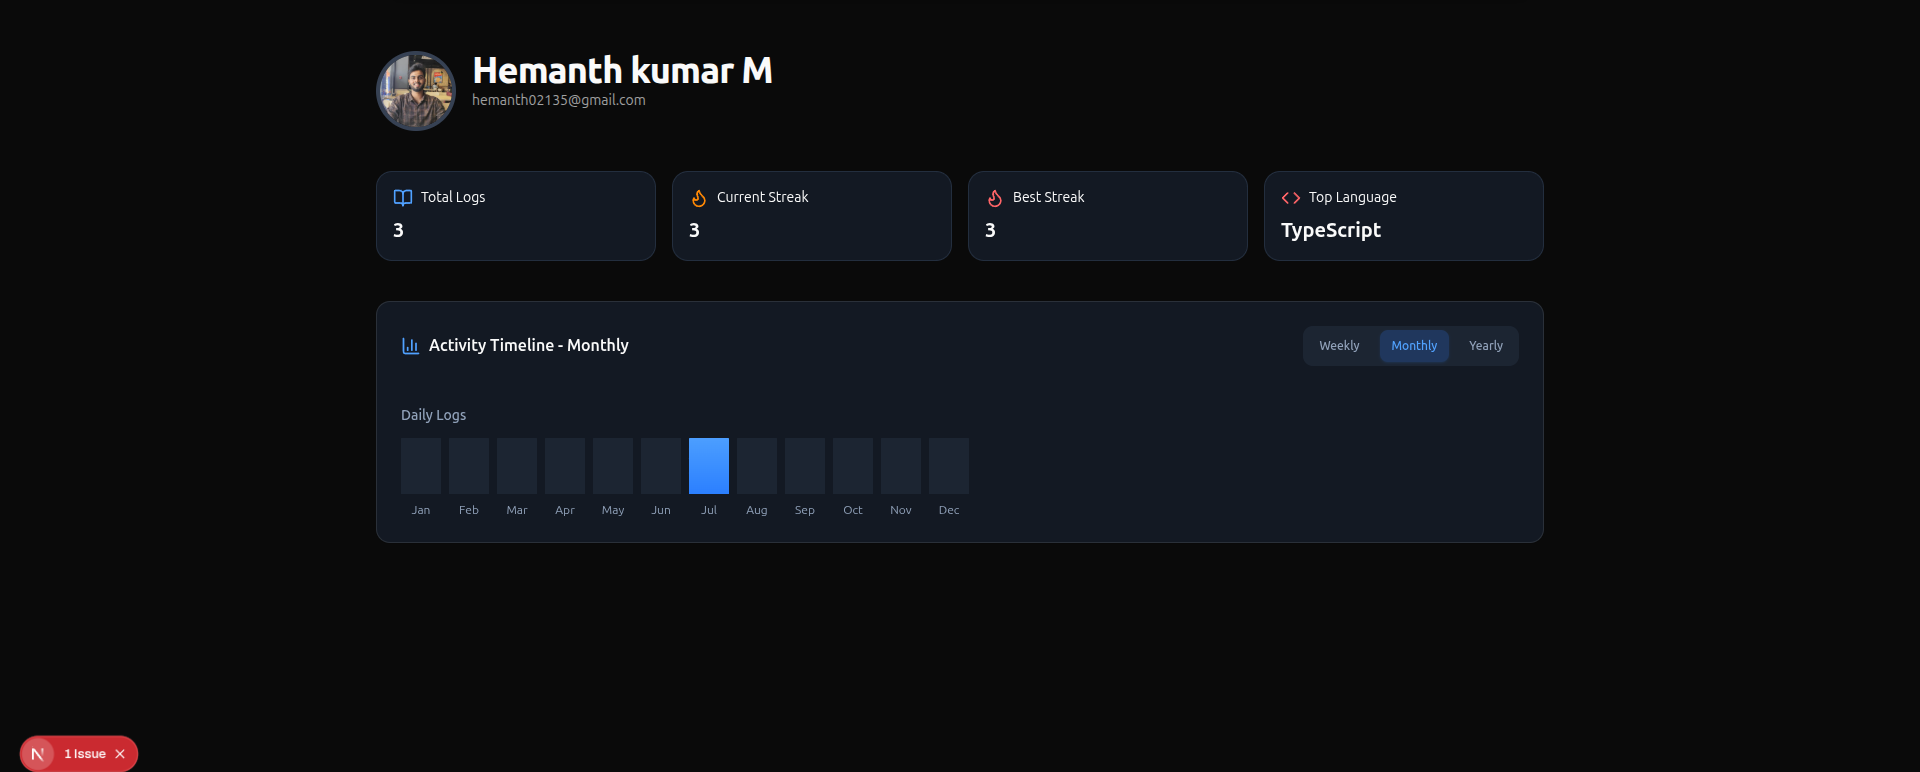 Hemanth kumar M
hemanth02135@gmail.com
Total Logs
3
Current Streak
3
Best Streak
3
Top Language
TypeScript
Activity Timeline - Monthly
Weekly Monthly Yearly
Daily Logs
Jan Feb Mar Apr May Jun Jul Aug Sep Oct Nov Dec
N 1 Issue